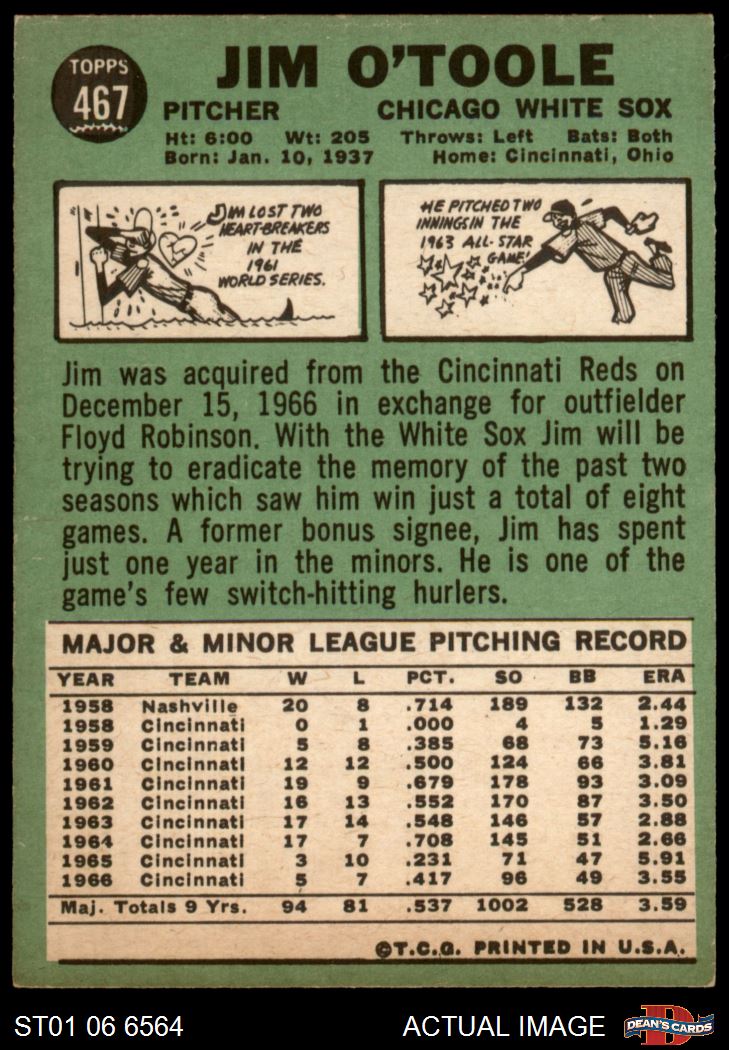 TOPPS
467
JIM O'TOOLE
PITCHER CHICAGO WHITE SOX
Ht: 6:00 Wt: 205 Throws: Left Bats: Both
Born: Jan. 10, 1937 Home: Cincinnati, Ohio
JIM LOST TWO
HEART-BREAKERS
IN THE
1961
WORLD SERIES.
HE PITCHED TWO
INNINGS IN THE
1963 ALL-STAR
GAME!
Jim was acquired from the Cincinnati Reds on
December 15, 1966 in exchange for outfielder
Floyd Robinson. With the White Sox Jim will be
trying to eradicate the memory of the past two
seasons which saw him win just a total of eight
games. A former bonus signee, Jim has spent
just one year in the minors. He is one of the
game's few switch-hitting hurlers.
MAJOR & MINOR LEAGUE PITCHING RECORD
YEAR TEAM W L PCT. SO BB ERA
1958 Nashville 20 8 .714 189 132 2.44
1958 Cincinnati 0 1 .000 4 5 1.29
1959 Cincinnati 5 8 .385 68 73 5.16
1960 Cincinnati 12 12 .500 124 66 3.81
1961 Cincinnati 19 9 .679 178 93 3.09
1962 Cincinnati 16 13 .552 170 87 3.50
1963 Cincinnati 17 14 .548 146 57 2.88
1964 Cincinnati 17 7 .708 145 51 2.66
1965 Cincinnati 3 10 .231 71 47 5.91
1966 Cincinnati 5 7 .417 96 49 3.55
Maj. Totals 9 Yrs. 94 81 .537 1002 528 3.59
©T.C.G. PRINTED IN U.S.A.
ST01 06 6564 ACTUAL IMAGE D DEAN'S CARDS